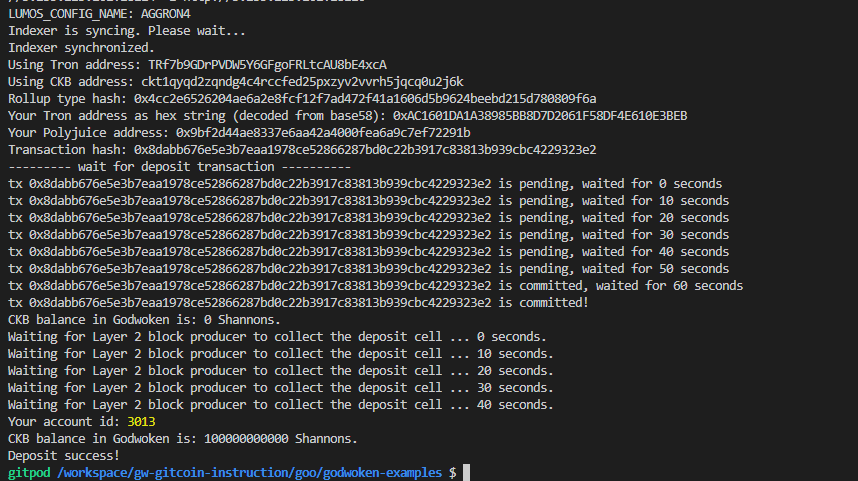 LUMOS_CONFIG_NAME: AGGRON4
Indexer is syncing. Please wait...
Indexer synchronized.
Using Tron address: TRf7b9GDrPVDW5Y6GFgoFRLtcAU8bE4xcA
Using CKB address: ckt1qyqd2zqndg4c4rccfed25pxzyv2vvrh5jqcq0u2j6k
Rollup type hash: 0x4cc2e6526204ae6a2e8fcf12f7ad472f41a1606d5b9624beebd215d780809f6a
Your Tron address as hex string (decoded from base58): 0xAC1601DA1A38985BB8D7D2061F58DF4E610E3BEB
Your Polyjuice address: 0x9bf2d44ae8337e6aa42a4000fea6a9c7ef72291b
Transaction hash: 0x8dabb676e5e3b7eaa1978ce52866287bd0c22b3917c83813b939cbc4229323e2
--------- wait for deposit transaction ----------
tx 0x8dabb676e5e3b7eaa1978ce52866287bd0c22b3917c83813b939cbc4229323e2 is pending, waited for 0 seconds
tx 0x8dabb676e5e3b7eaa1978ce52866287bd0c22b3917c83813b939cbc4229323e2 is pending, waited for 10 seconds
tx 0x8dabb676e5e3b7eaa1978ce52866287bd0c22b3917c83813b939cbc4229323e2 is pending, waited for 20 seconds
tx 0x8dabb676e5e3b7eaa1978ce52866287bd0c22b3917c83813b939cbc4229323e2 is pending, waited for 30 seconds
tx 0x8dabb676e5e3b7eaa1978ce52866287bd0c22b3917c83813b939cbc4229323e2 is pending, waited for 40 seconds
tx 0x8dabb676e5e3b7eaa1978ce52866287bd0c22b3917c83813b939cbc4229323e2 is pending, waited for 50 seconds
tx 0x8dabb676e5e3b7eaa1978ce52866287bd0c22b3917c83813b939cbc4229323e2 is committed, waited for 60 seconds
tx 0x8dabb676e5e3b7eaa1978ce52866287bd0c22b3917c83813b939cbc4229323e2 is committed!
CKB balance in Godwoken is: 0 Shannons.
Waiting for Layer 2 block producer to collect the deposit cell ... 0 seconds.
Waiting for Layer 2 block producer to collect the deposit cell ... 10 seconds.
Waiting for Layer 2 block producer to collect the deposit cell ... 20 seconds.
Waiting for Layer 2 block producer to collect the deposit cell ... 30 seconds.
Waiting for Layer 2 block producer to collect the deposit cell ... 40 seconds.
Your account id: 3013
CKB balance in Godwoken is: 100000000000 Shannons.
Deposit success!
gitpod /workspace/gw-gitcoin-instruction/goo/godwoken-examples $